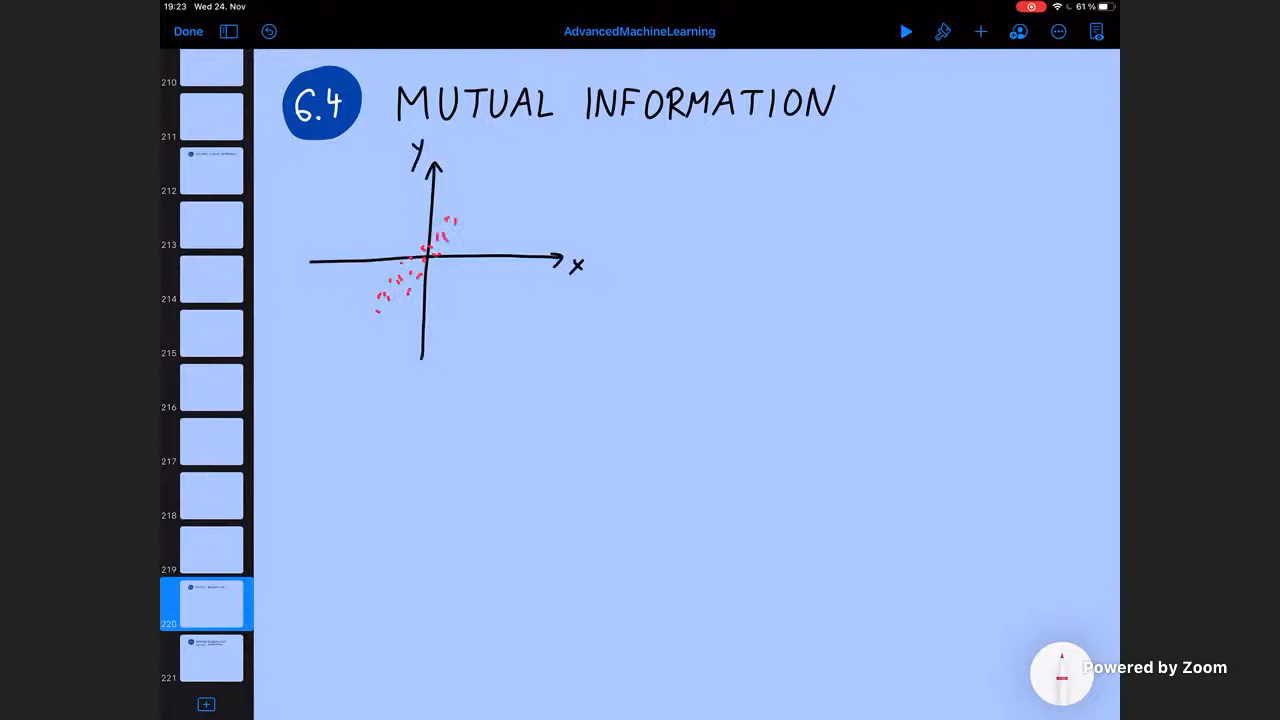 19:23 Wed 24. Nov
61 %
Done
AdvancedMachineLearning
6.4 MUTUAL INFORMATION
y
x
210
211
212
213
214
215
216
217
218
219
220
221
Powered by Zoom